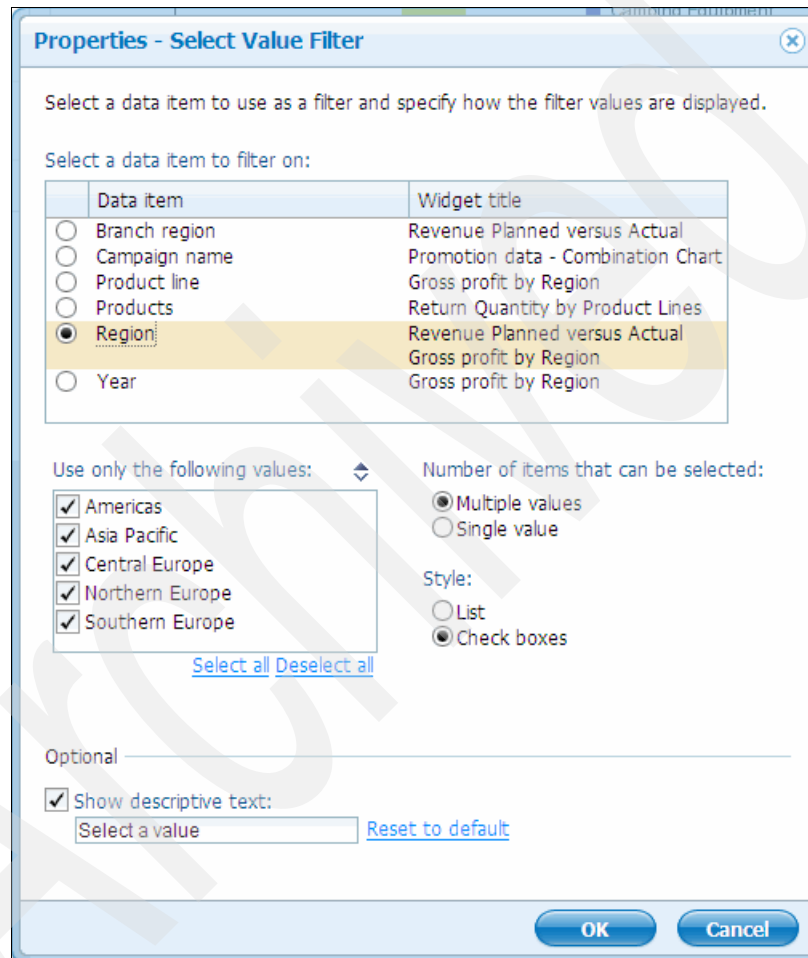 Camping Equipment
Properties - Select Value Filter
Select a data item to use as a filter and specify how the filter values are displayed.
Select a data item to filter on:
Data item Widget title
Branch region Revenue Planned versus Actual
Campaign name Promotion data - Combination Chart
Product line Gross profit by Region
Products Return Quantity by Product Lines
Region Revenue Planned versus Actual
Gross profit by Region
Year Gross profit by Region
Use only the following values:
Americas
Asia Pacific
Central Europe
Northern Europe
Southern Europe
Select all Deselect all
Number of items that can be selected:
Multiple values
Single value
Style:
List
Check boxes
Optional
Show descriptive text:
Select a value Reset to default
OK Cancel
Archived